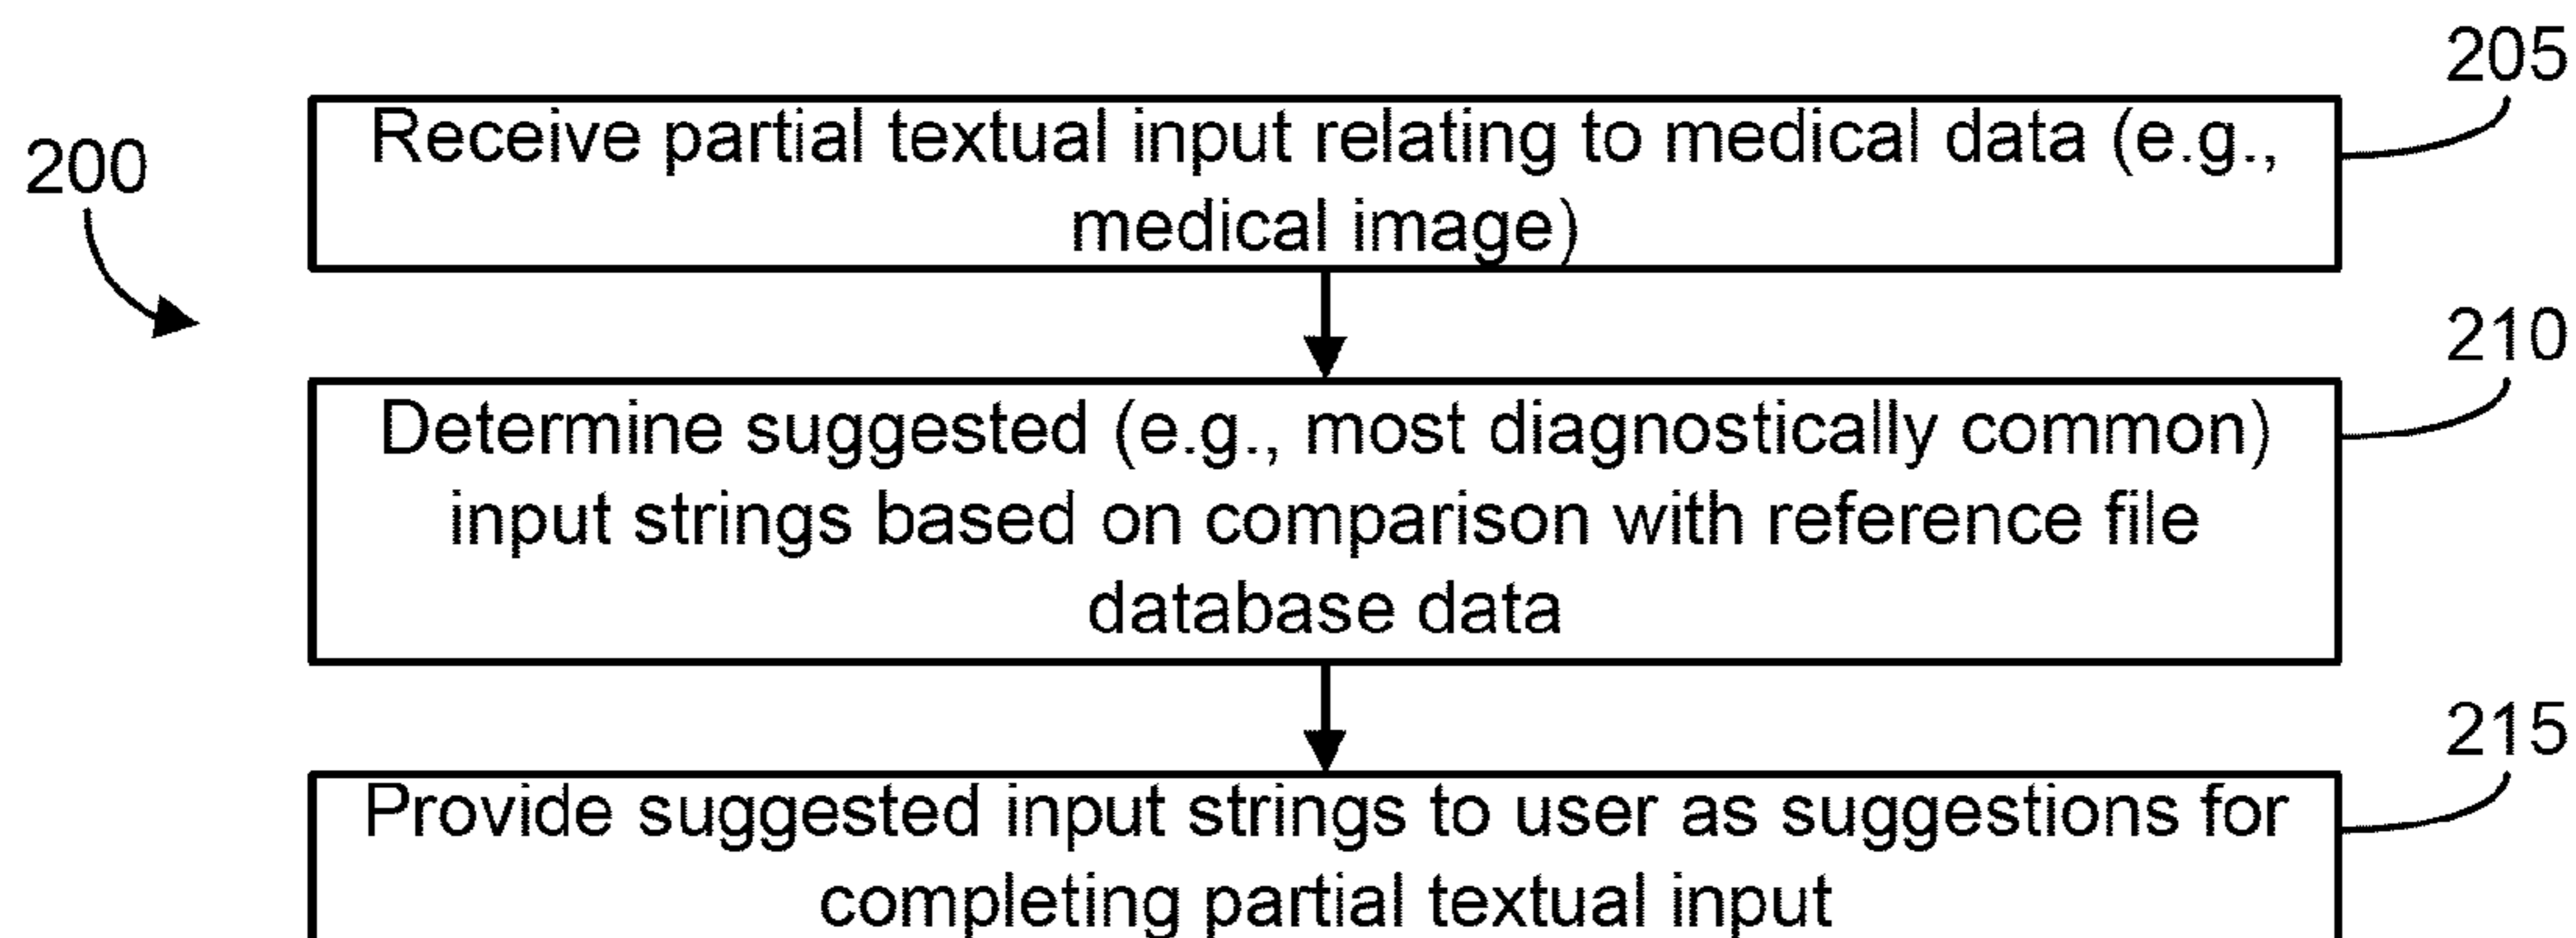 205
200
Receive partial textual input relating to medical data (e.g.,
medical image)
210
Determine suggested (e.g., most diagnostically common)
input strings based on comparison with reference file
database data
215
Provide suggested input strings to user as suggestions for
completing partial textual input